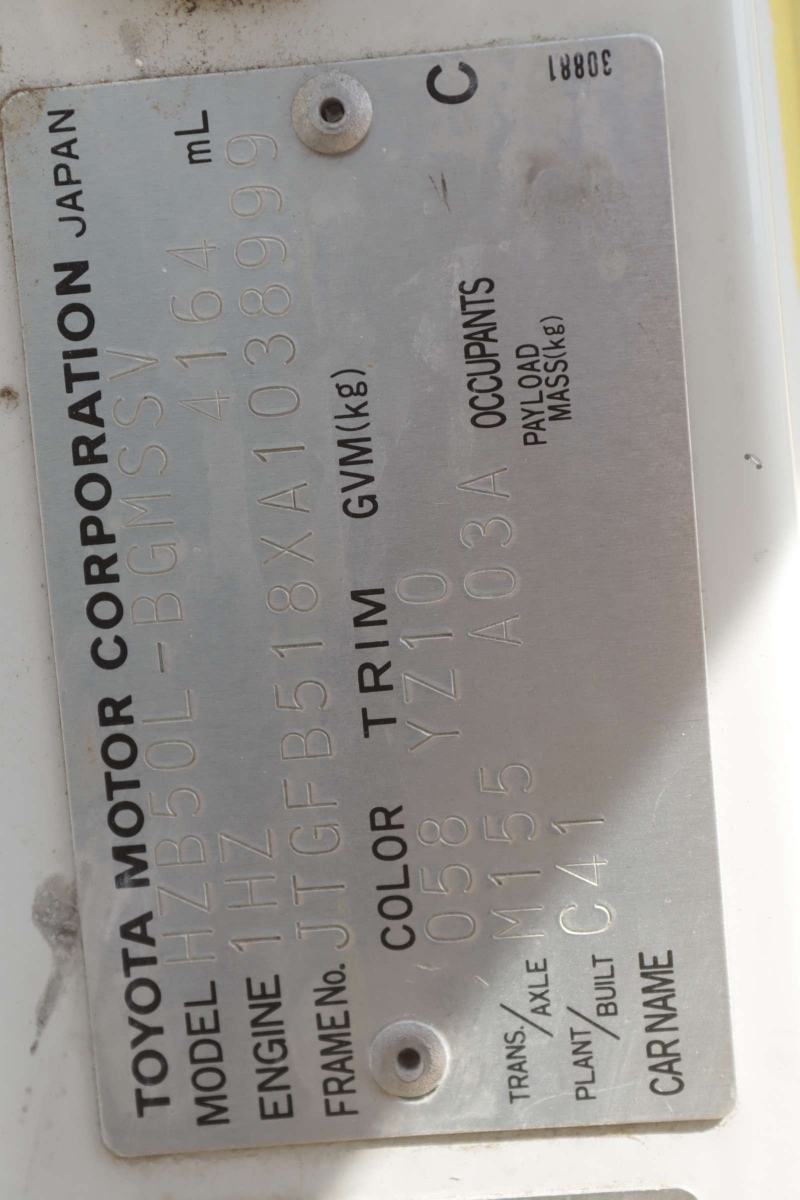 TOYOTA MOTOR CORPORATION JAPAN
MODEL HZB50L-BGMSSV
ENGINE 1HZ 4164 mL
FRAME No. JTGFB518XA1038999
COLOR TRIM GVM(kg) C
058 YZ10
TRANS./AXLE M155 A03A OCCUPANTS
PLANT/BUILT C41 PAYLOAD MASS(kg)
CAR NAME 30881